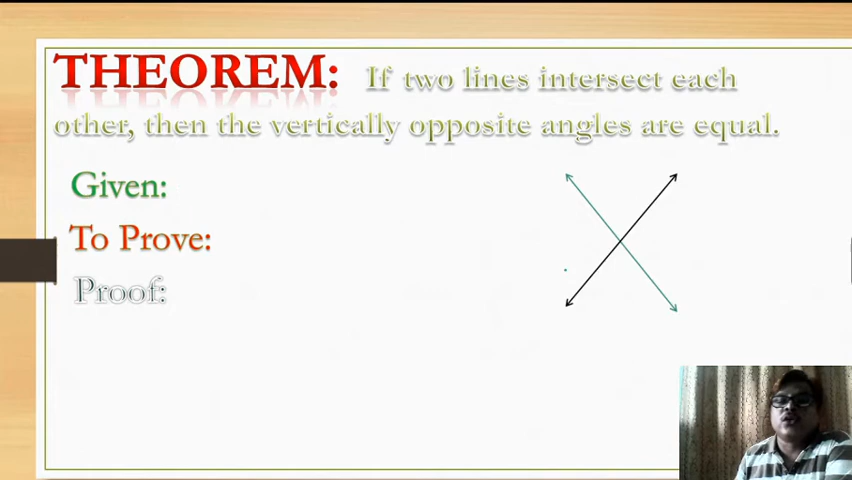 THEOREM: If two lines intersect each
other, then the vertically opposite angles are equal.
Given:
To Prove:
Proof: